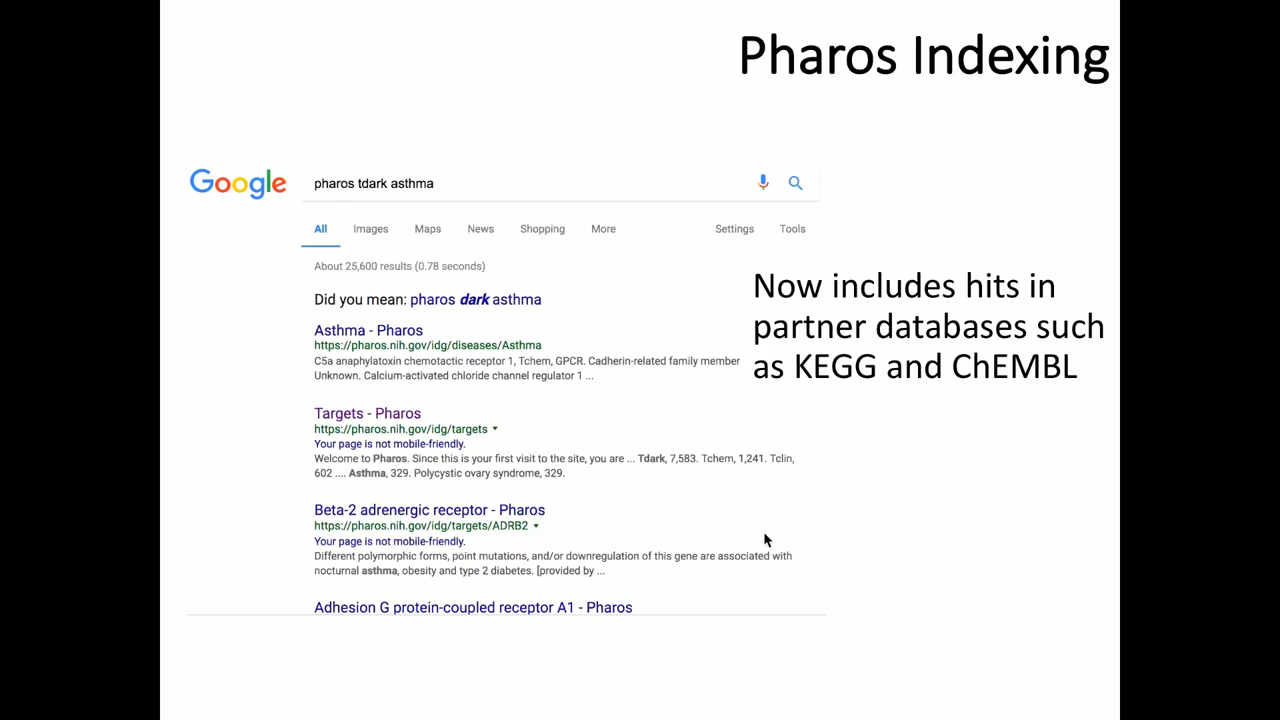 Pharos Indexing
Google
pharos tdark asthma
All Images Maps News Shopping More Settings Tools
About 25,600 results (0.78 seconds)
Did you mean: pharos dark asthma
Asthma - Pharos
https://pharos.nih.gov/idg/diseases/Asthma
C5a anaphylatoxin chemotactic receptor 1, Tchem, GPCR. Cadherin-related family member
Unknown. Calcium-activated chloride channel regulator 1 ...
Targets - Pharos
https://pharos.nih.gov/idg/targets
Your page is not mobile-friendly.
Welcome to Pharos. Since this is your first visit to the site, you are ... Tdark, 7,583. Tchem, 1,241. Tclin,
602 .... Asthma, 329. Polycystic ovary syndrome, 329.
Beta-2 adrenergic receptor - Pharos
https://pharos.nih.gov/idg/targets/ADRB2
Your page is not mobile-friendly.
Different polymorphic forms, point mutations, and/or downregulation of this gene are associated with
nocturnal asthma, obesity and type 2 diabetes. [provided by ...
Adhesion G protein-coupled receptor A1 - Pharos
Now includes hits in
partner databases such
as KEGG and ChEMBL